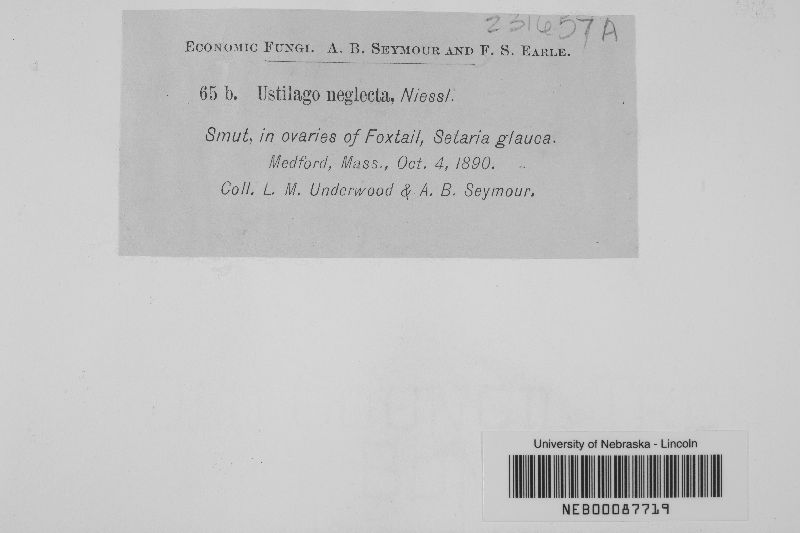 231657A
Economic Fungi. A. B. Seymour and F. S. Earle.
65 b. Ustilago neglecta, Niessl.
Smut, in ovaries of Foxtail, Setaria glauca.
Medford, Mass., Oct. 4, 1890.
Coll. L. M. Underwood & A. B. Seymour.
University of Nebraska - Lincoln
NEB00087719